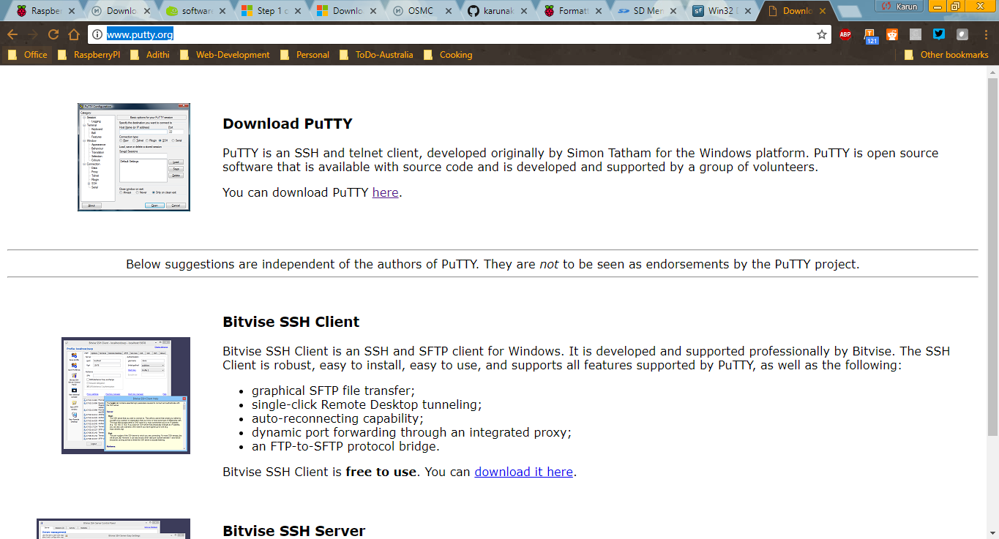 Raspber
Downlo
software
Step 1 o
Downlo
OSMC
karunak
Formatt
SD Mem
Win32 D
Downlo
Karun
www.putty.org
ABP
121
Office
RaspberryPI
Adithi
Web-Development
Personal
ToDo-Australia
Cooking
Other bookmarks
Download PuTTY
PuTTY is an SSH and telnet client, developed originally by Simon Tatham for the Windows platform. PuTTY is open source
software that is available with source code and is developed and supported by a group of volunteers.
You can download PuTTY here.
Below suggestions are independent of the authors of PuTTY. They are not to be seen as endorsements by the PuTTY project.
Bitvise SSH Client
Bitvise SSH Client is an SSH and SFTP client for Windows. It is developed and supported professionally by Bitvise. The SSH
Client is robust, easy to install, easy to use, and supports all features supported by PuTTY, as well as the following:
graphical SFTP file transfer;
single-click Remote Desktop tunneling;
auto-reconnecting capability;
dynamic port forwarding through an integrated proxy;
an FTP-to-SFTP protocol bridge.
Bitvise SSH Client is free to use. You can download it here.
Bitvise SSH Server